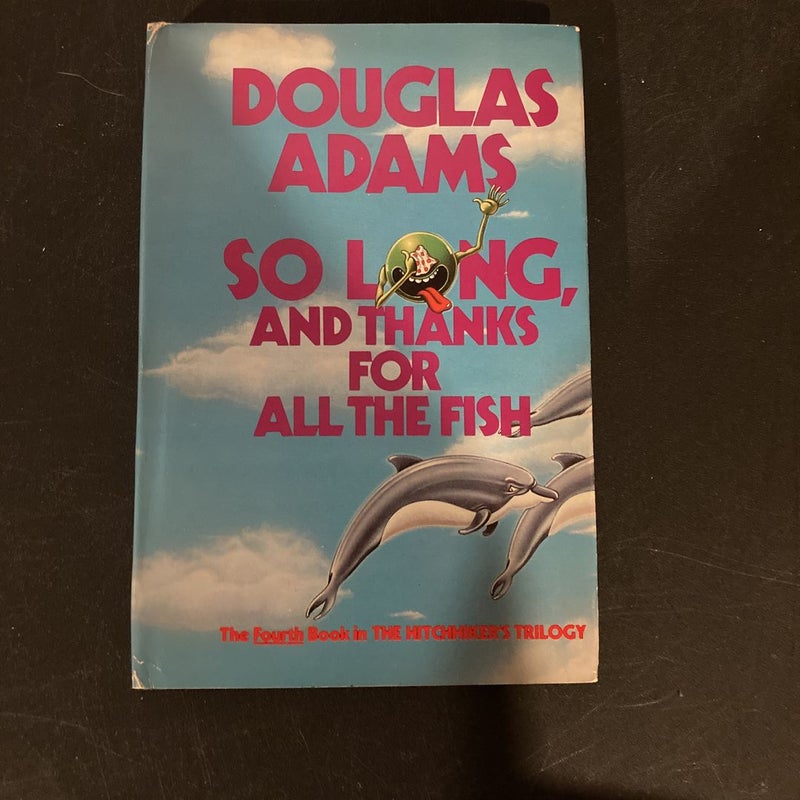 DOUGLAS
ADAMS
SO LONG,
AND THANKS
FOR
ALL THE FISH
The Fourth Book in THE HITCHHIKER'S TRILOGY